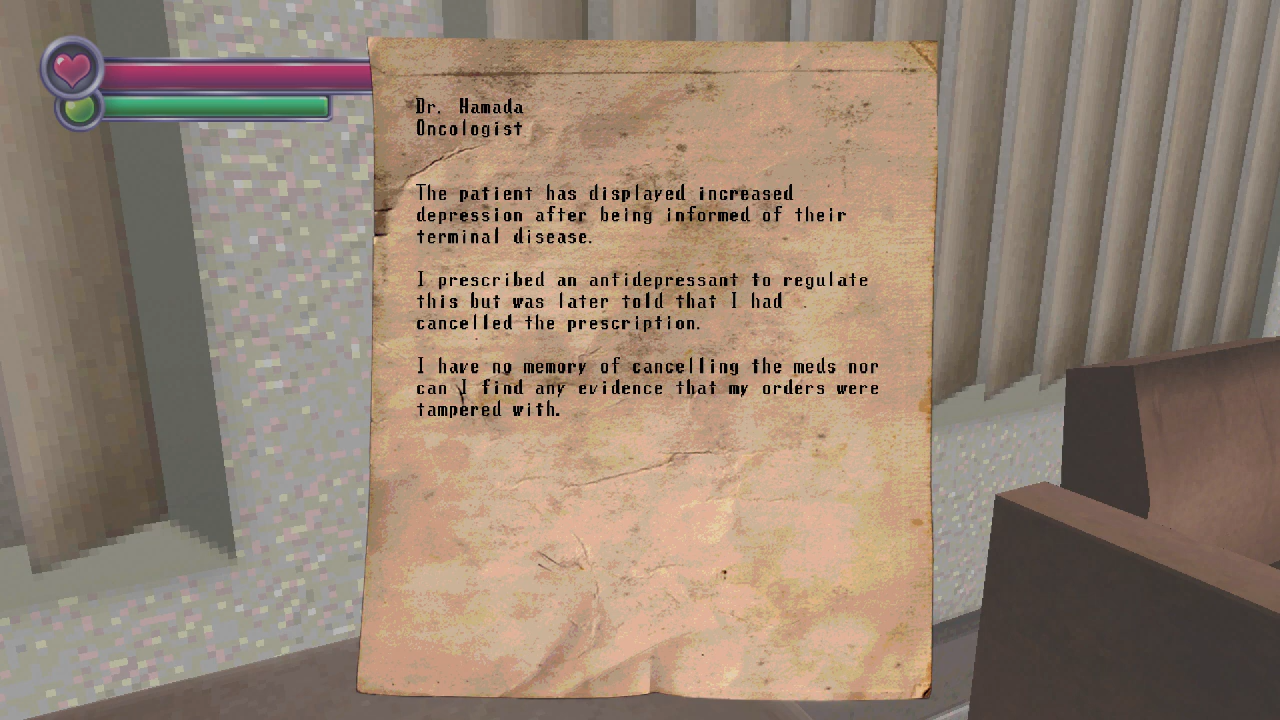 Dr. Hamada
Oncologist
The patient has displayed increased
depression after being informed of their
terminal disease.
I prescribed an antidepressant to regulate
this but was later told that I had
cancelled the prescription.
I have no memory of cancelling the meds nor
can I find any evidence that my orders were
tampered with.